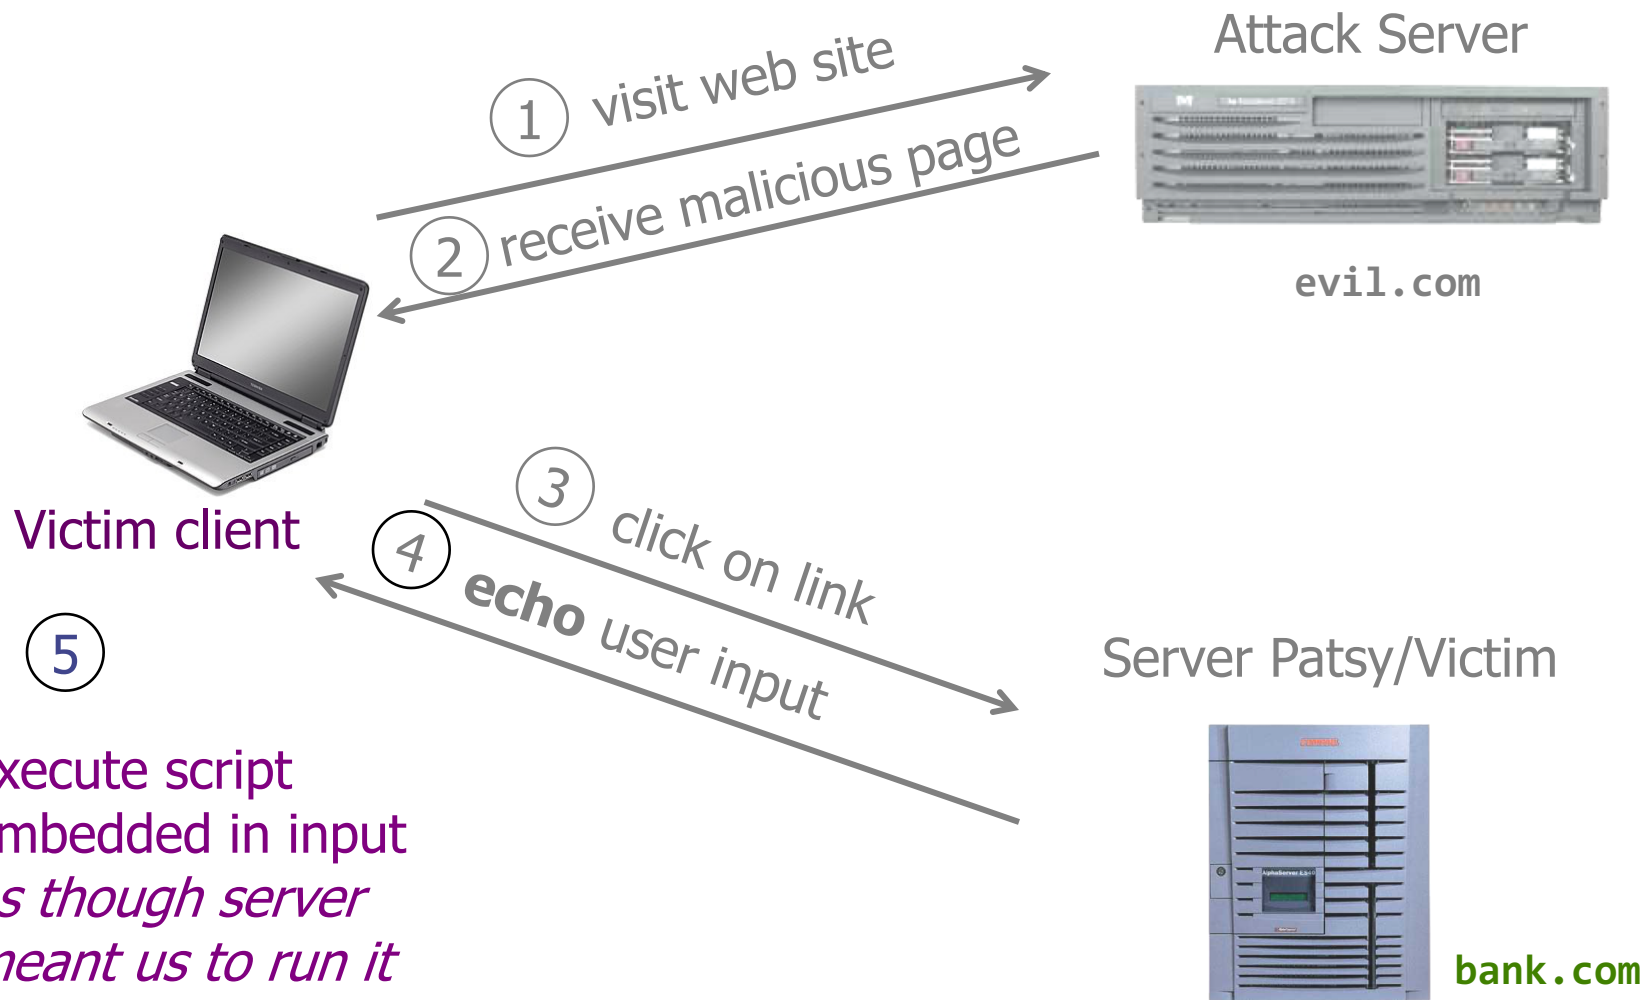 Attack Server
1 visit web site
2 receive malicious page
evil.com
Victim client
3 click on link
4 echo user input
5
Server Patsy/Victim
xecute script
mbedded in input
s though server
meant us to run it
bank.com